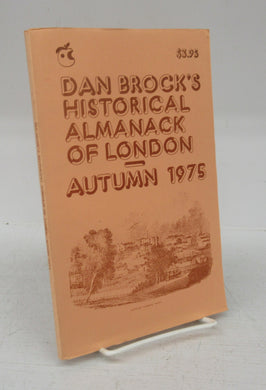 $3.95
DAN BROCK'S
HISTORICAL
ALMANACK
OF LONDON
AUTUMN 1975